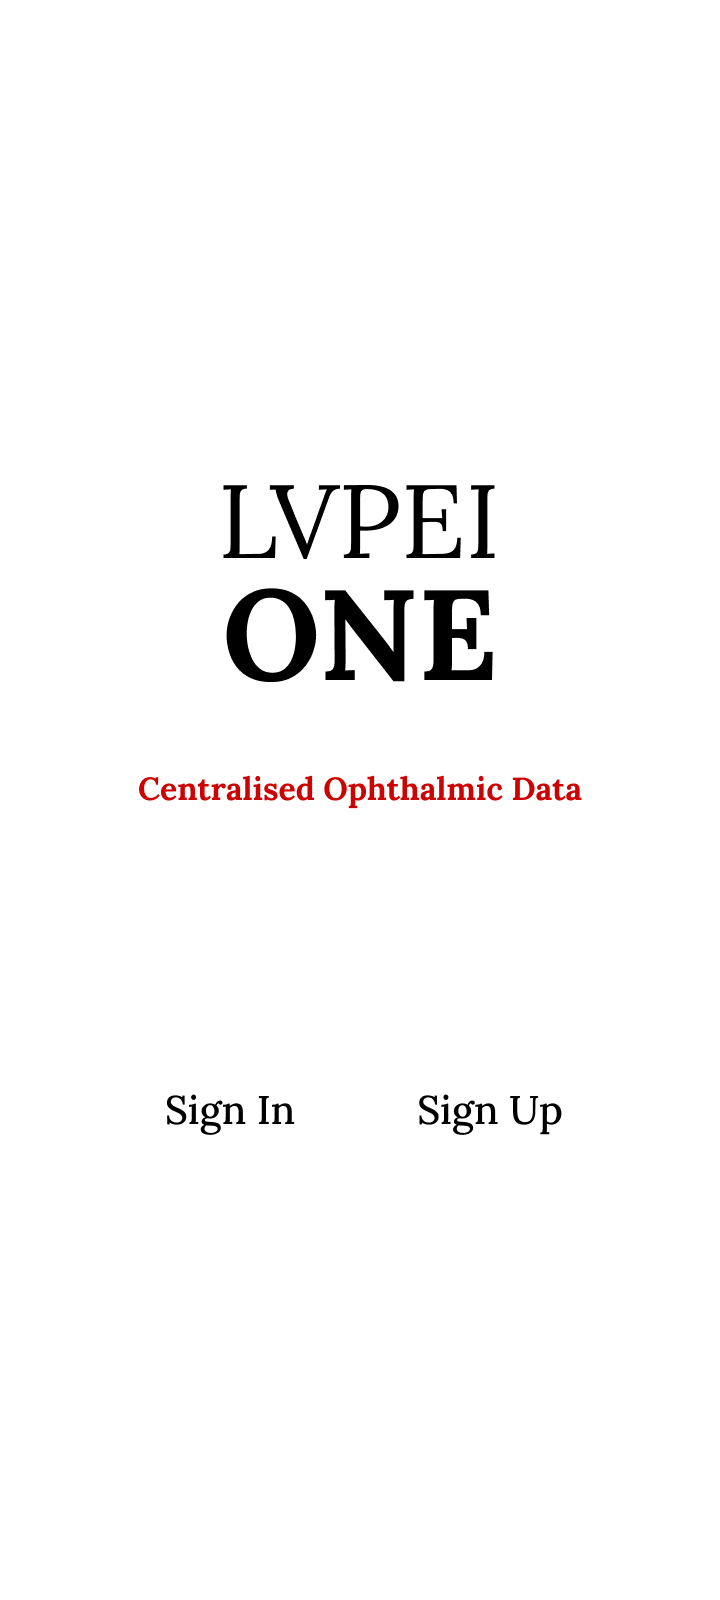 LVPEI
ONE
Centralised Ophthalmic Data
Sign In Sign Up